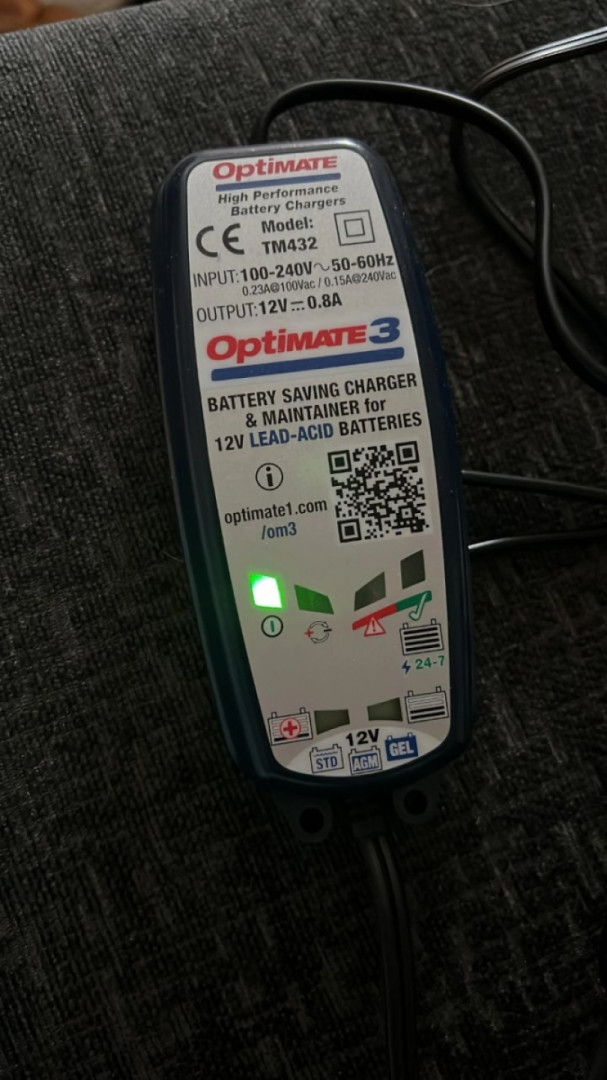 OptiMATE
High Performance
Battery Chargers
CE Model:
TM432
INPUT: 100-240V~50-60Hz
0.23A@100Vac / 0.15A@240Vac
OUTPUT: 12V⎓0.8A
OptiMATE 3
BATTERY SAVING CHARGER
& MAINTAINER for
12V LEAD-ACID BATTERIES
i
optimate1.com
/om3
24-7
12V
STD AGM GEL